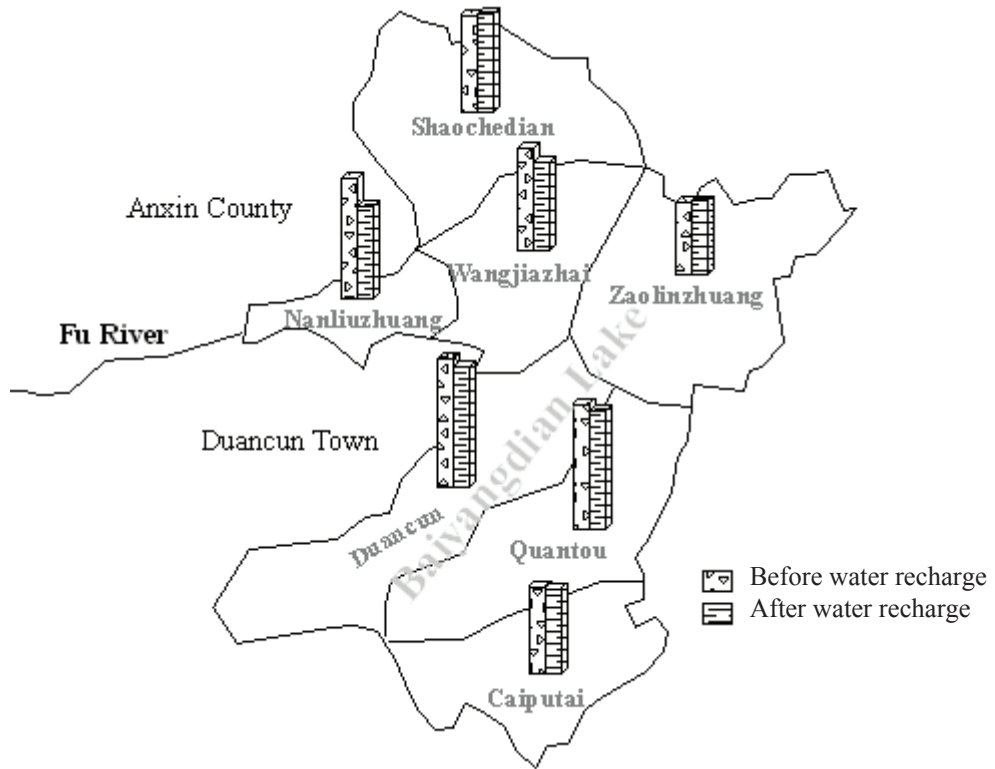 Shaochedian
Anxin County
Wangjiazhai
Zaolinzhuang
Nanliuzhuang
Fu River
Baiyangdian Lake
Duancun Town
Duancun
Quantou
Before water recharge
After water recharge
Caiputai